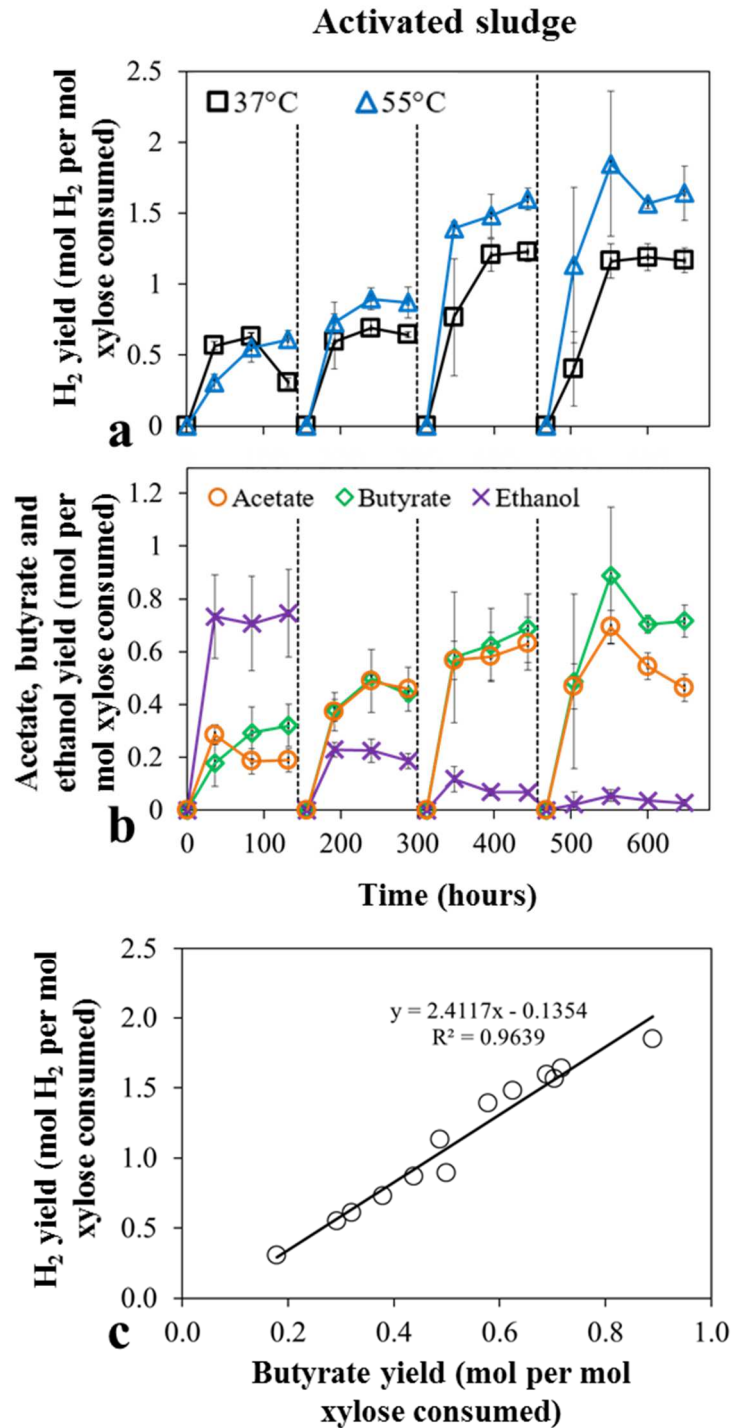 Activated sludge
H₂ yield (mol H₂ per mol
xylose consumed)
2.5
2
1.5
1
0.5
0
37°C 55°C
a
Acetate, butyrate and
ethanol yield (mol per
mol xylose consumed)
1.2
1
0.8
0.6
0.4
0.2
0
Acetate Butyrate Ethanol
b
0 100 200 300 400 500 600
Time (hours)
H₂ yield (mol H₂ per mol
xylose consumed)
2.5
2.0
1.5
1.0
0.5
0.0
y = 2.4117x - 0.1354
R² = 0.9639
c
0.0 0.2 0.4 0.6 0.8 1.0
Butyrate yield (mol per mol
xylose consumed)